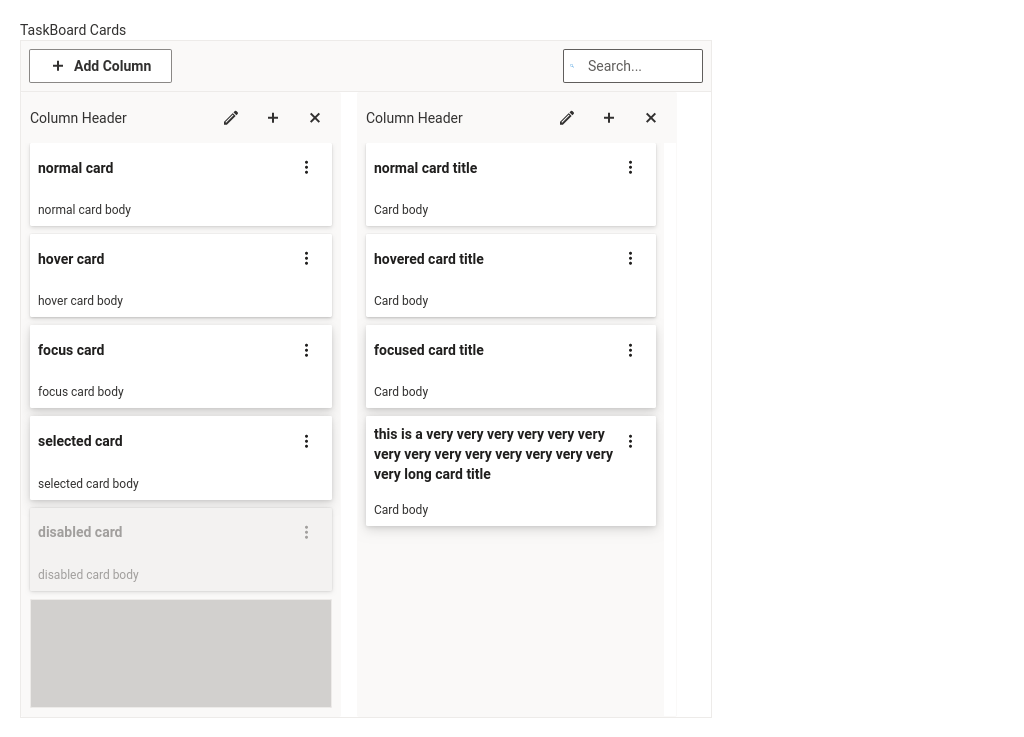 TaskBoard Cards
Add Column
Search...
Column Header
normal card
normal card body
hover card
hover card body
focus card
focus card body
selected card
selected card body
disabled card
disabled card body
Column Header
normal card title
Card body
hovered card title
Card body
focused card title
Card body
this is a very very very very very very
very very very very very very very very
very long card title
Card body